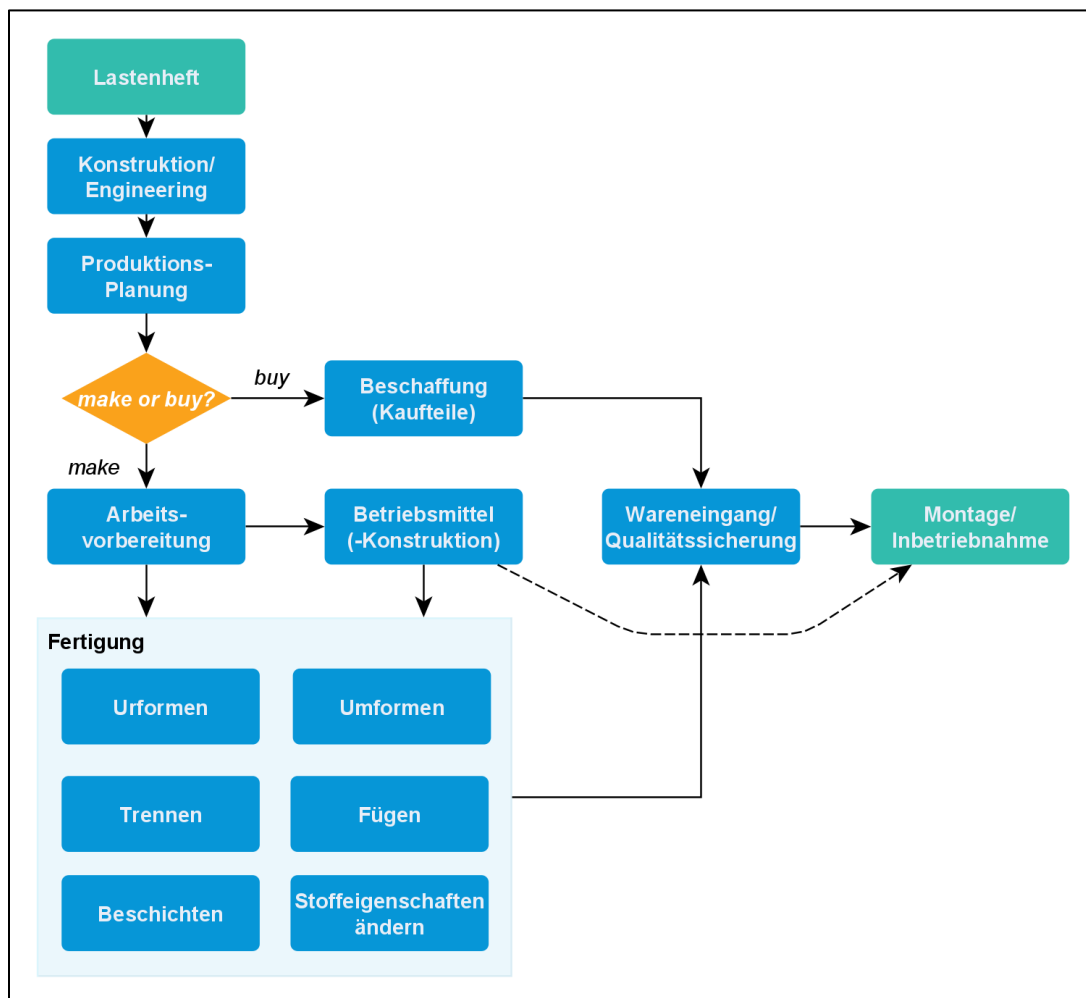 Lastenheft
Konstruktion/
Engineering
Produktions-
Planung
make or buy?
buy
Beschaffung
(Kaufteile)
make
Arbeits-
vorbereitung
Betriebsmittel
(-Konstruktion)
Wareneingang/
Qualitätssicherung
Montage/
Inbetriebnahme
Fertigung
Urformen
Umformen
Trennen
Fügen
Beschichten
Stoffeigenschaften
ändern